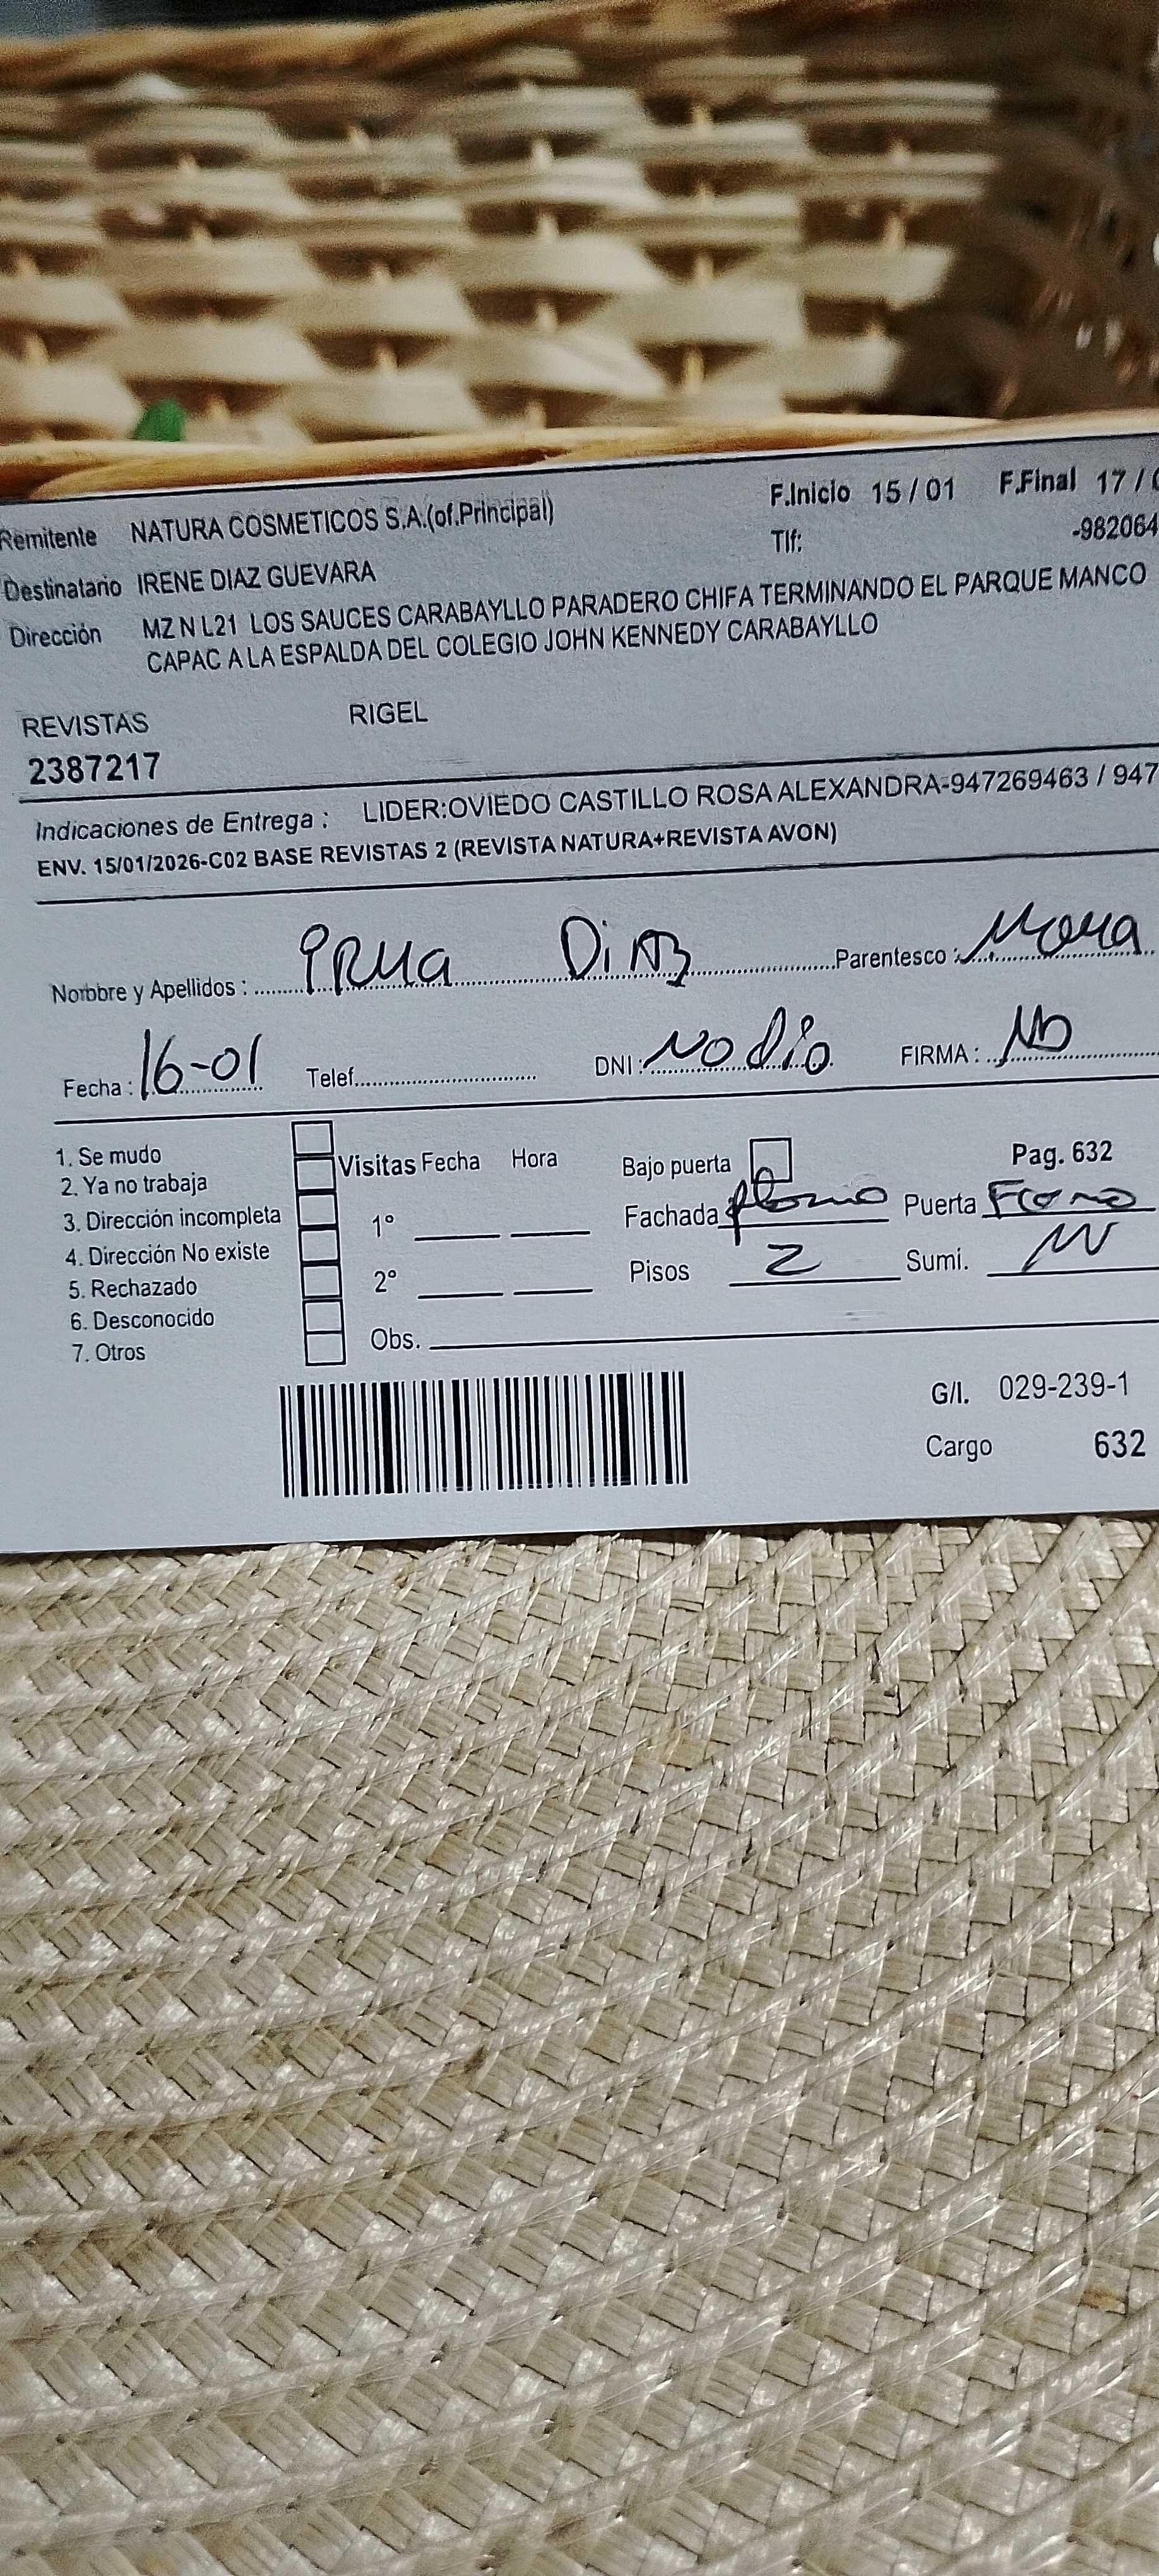 Remitente NATURA COSMETICOS S.A.(of.Principal) F.Inicio 15 / 01 F.Final 17 /
Tlf: -982064
Destinatario IRENE DIAZ GUEVARA
Dirección MZ N L21 LOS SAUCES CARABAYLLO PARADERO CHIFA TERMINANDO EL PARQUE MANCO
CAPAC A LA ESPALDA DEL COLEGIO JOHN KENNEDY CARABAYLLO
REVISTAS RIGEL
2387217
Indicaciones de Entrega : LIDER:OVIEDO CASTILLO ROSA ALEXANDRA-947269463 / 947
ENV. 15/01/2026-C02 BASE REVISTAS 2 (REVISTA NATURA+REVISTA AVON)
Nombre y Apellidos : Diaz Parentesco :
Fecha : 16-01 Telef. DNI : NO dio FIRMA : NO
1. Se mudo
2. Ya no trabaja
3. Dirección incompleta
4. Dirección No existe
5. Rechazado
6. Desconocido
7. Otros
Visitas Fecha Hora
1°
2°
Obs.
Bajo puerta Pag. 632
Fachada plomo Puerta
Pisos 2 Sumi.
G/I. 029-239-1
Cargo 632